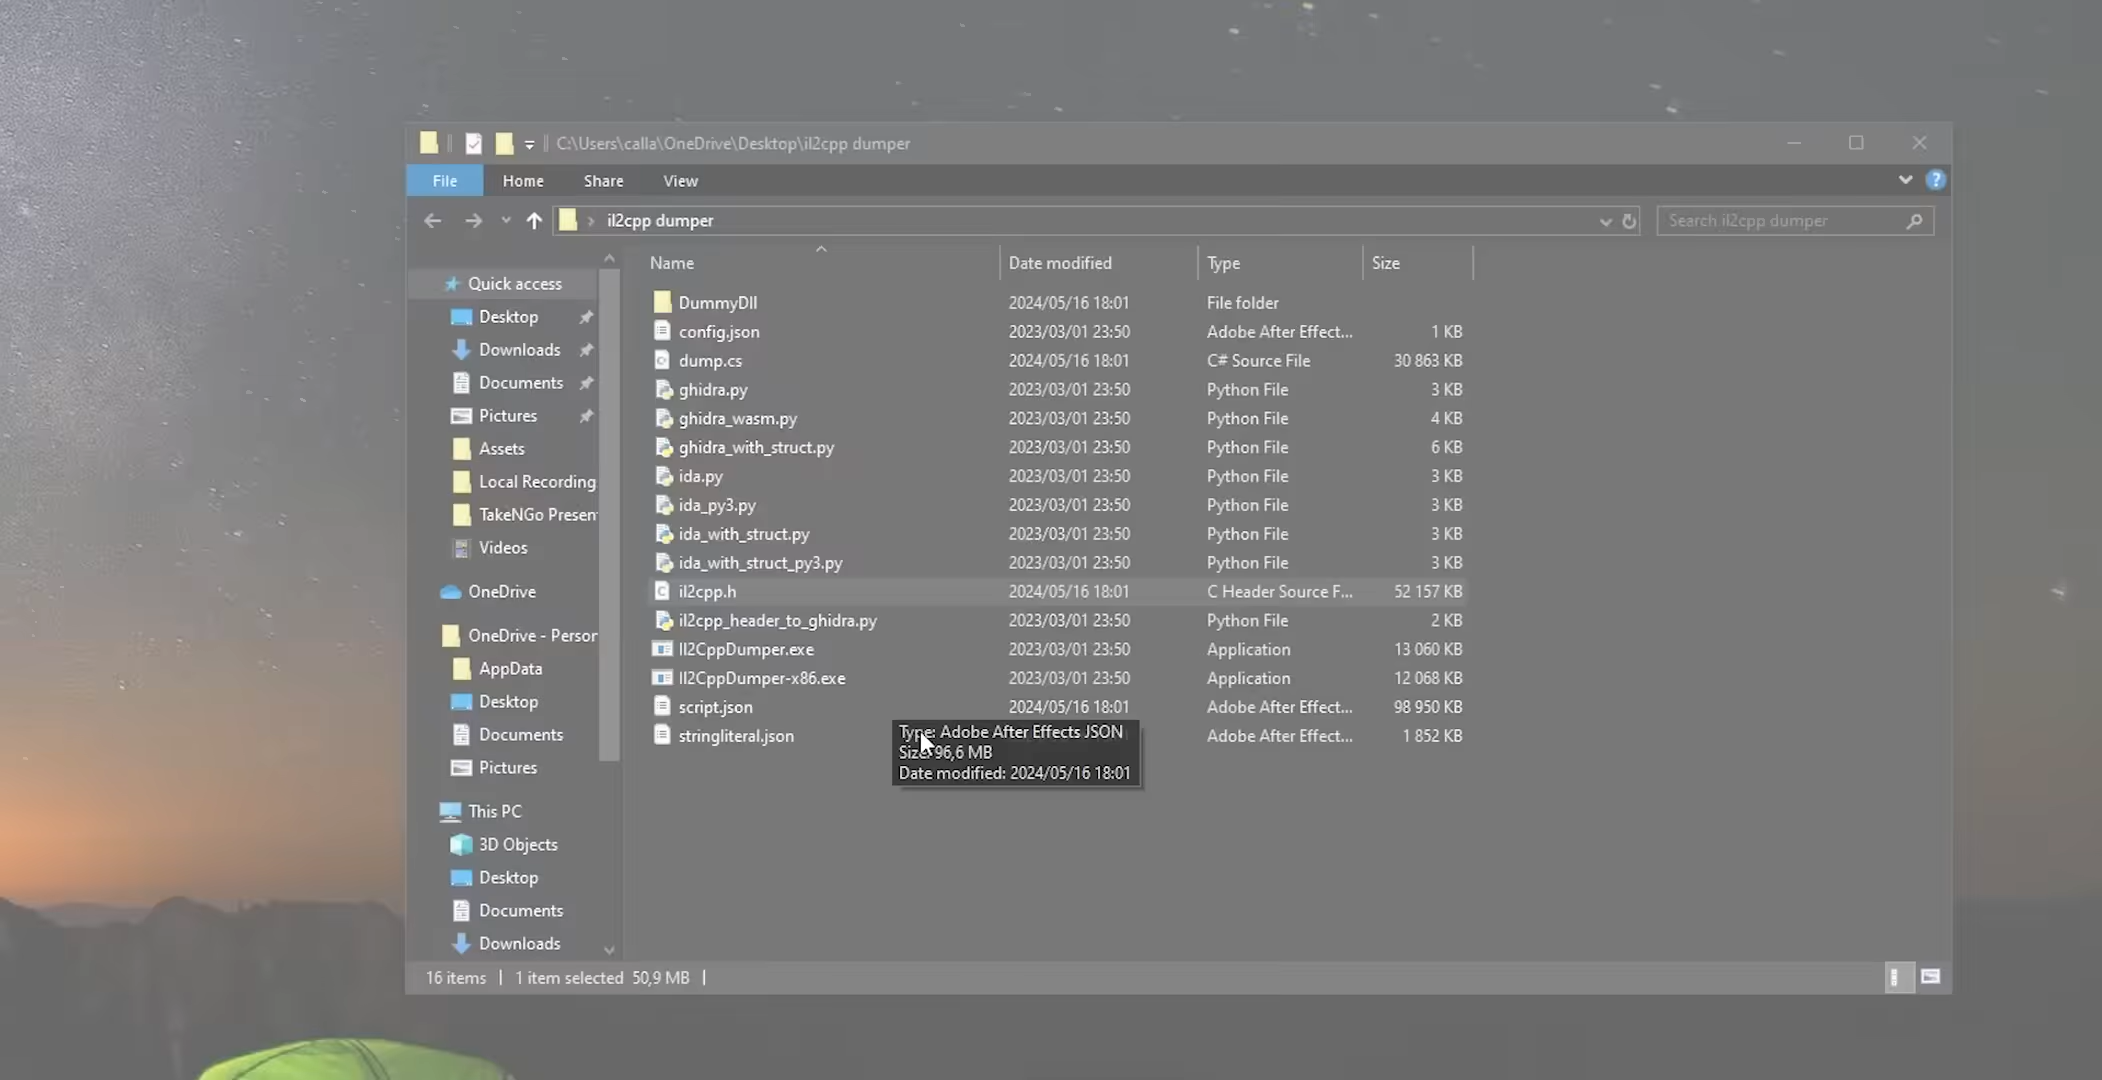 C:\Users\calla\OneDrive\Desktop\il2cpp dumper
File Home Share View
il2cpp dumper
Search il2cpp dumper
Name Date modified Type Size
Quick access
Desktop
Downloads
Documents
Pictures
Assets
Local Recording
TakeNGo Presen
Videos
OneDrive
OneDrive - Person
AppData
Desktop
Documents
Pictures
This PC
3D Objects
Desktop
Documents
Downloads
DummyDll 2024/05/16 18:01 File folder
config.json 2023/03/01 23:50 Adobe After Effect... 1 KB
dump.cs 2024/05/16 18:01 C# Source File 30 863 KB
ghidra.py 2023/03/01 23:50 Python File 3 KB
ghidra_wasm.py 2023/03/01 23:50 Python File 4 KB
ghidra_with_struct.py 2023/03/01 23:50 Python File 6 KB
ida.py 2023/03/01 23:50 Python File 3 KB
ida_py3.py 2023/03/01 23:50 Python File 3 KB
ida_with_struct.py 2023/03/01 23:50 Python File 3 KB
ida_with_struct_py3.py 2023/03/01 23:50 Python File 3 KB
il2cpp.h 2024/05/16 18:01 C Header Source F... 52 157 KB
il2cpp_header_to_ghidra.py 2023/03/01 23:50 Python File 2 KB
Il2CppDumper.exe 2023/03/01 23:50 Application 13 060 KB
Il2CppDumper-x86.exe 2023/03/01 23:50 Application 12 068 KB
script.json 2024/05/16 18:01 Adobe After Effect... 98 950 KB
stringliteral.json Adobe After Effect... 1 852 KB
Type: Adobe After Effects JSON
Size: 96,6 MB
Date modified: 2024/05/16 18:01
16 items 1 item selected 50,9 MB